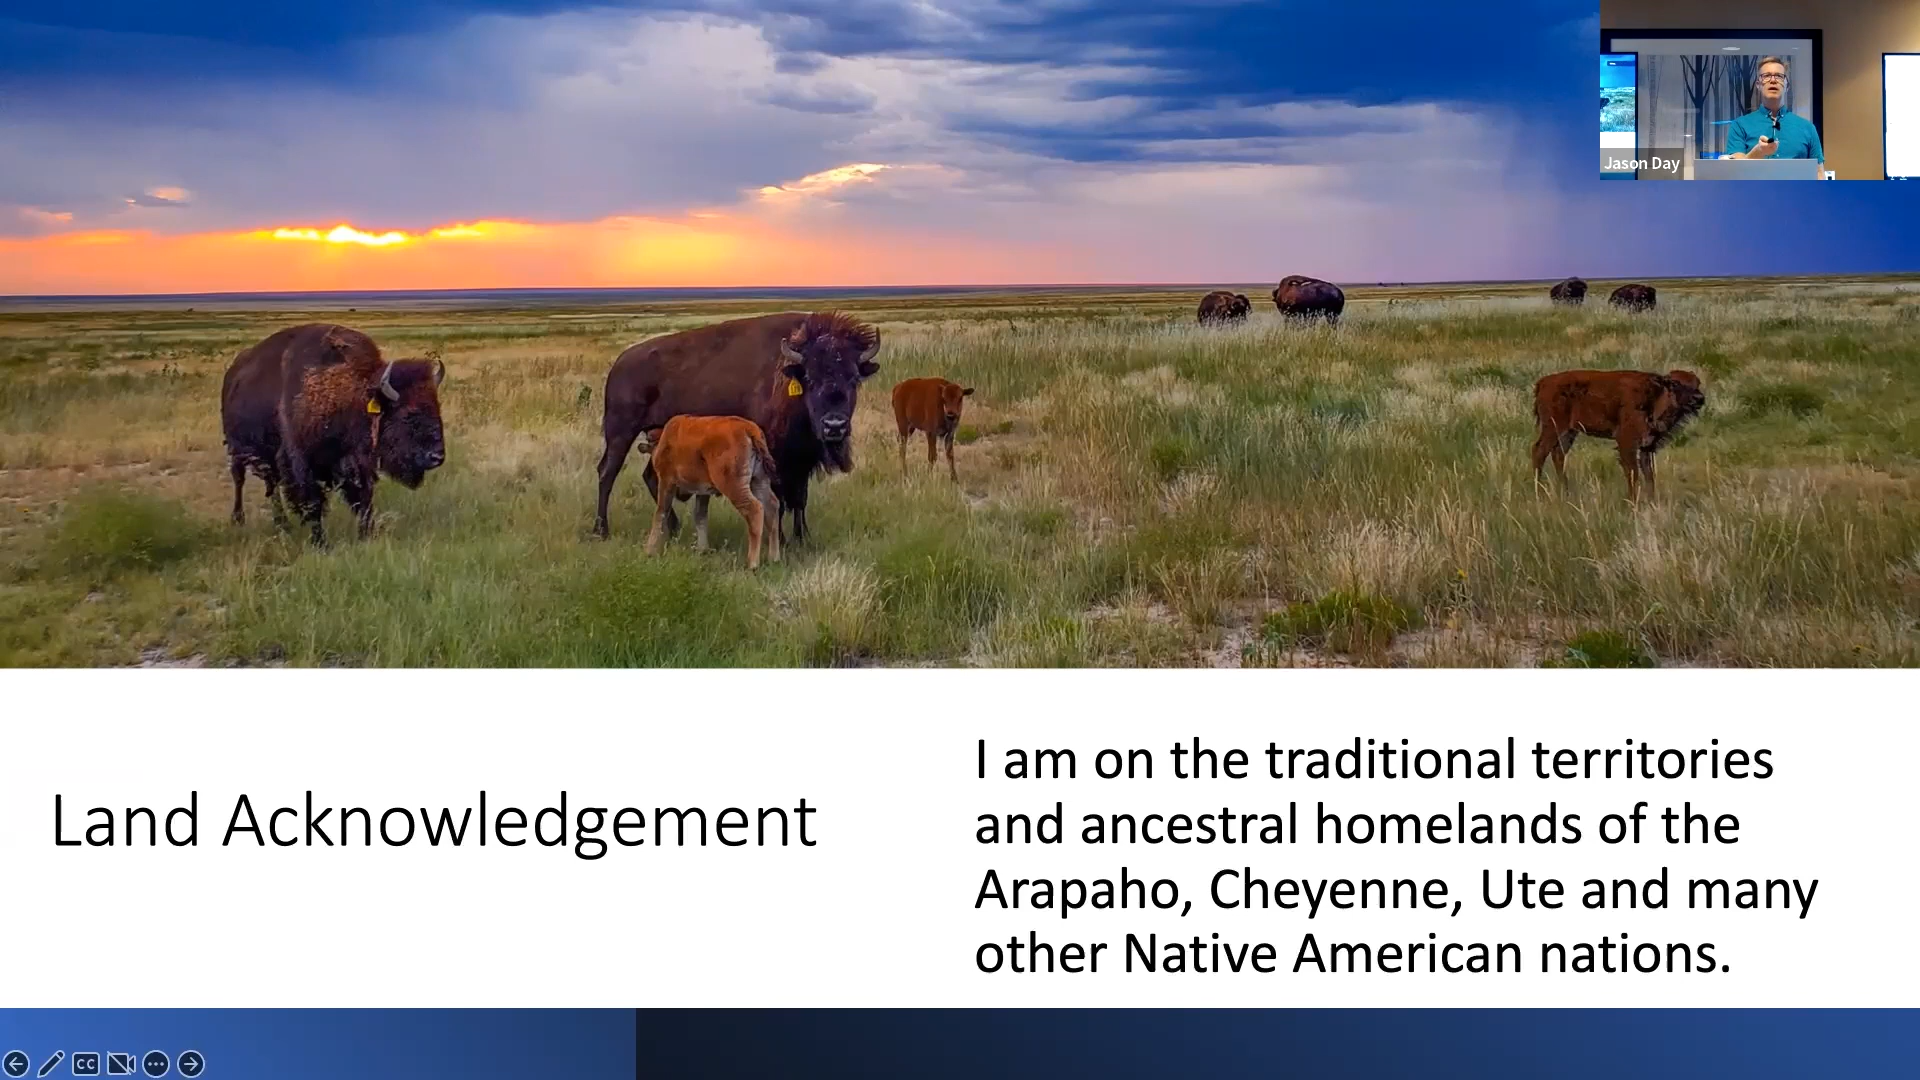 Jason Day
Land Acknowledgement
I am on the traditional territories
and ancestral homelands of the
Arapaho, Cheyenne, Ute and many
other Native American nations.
CC